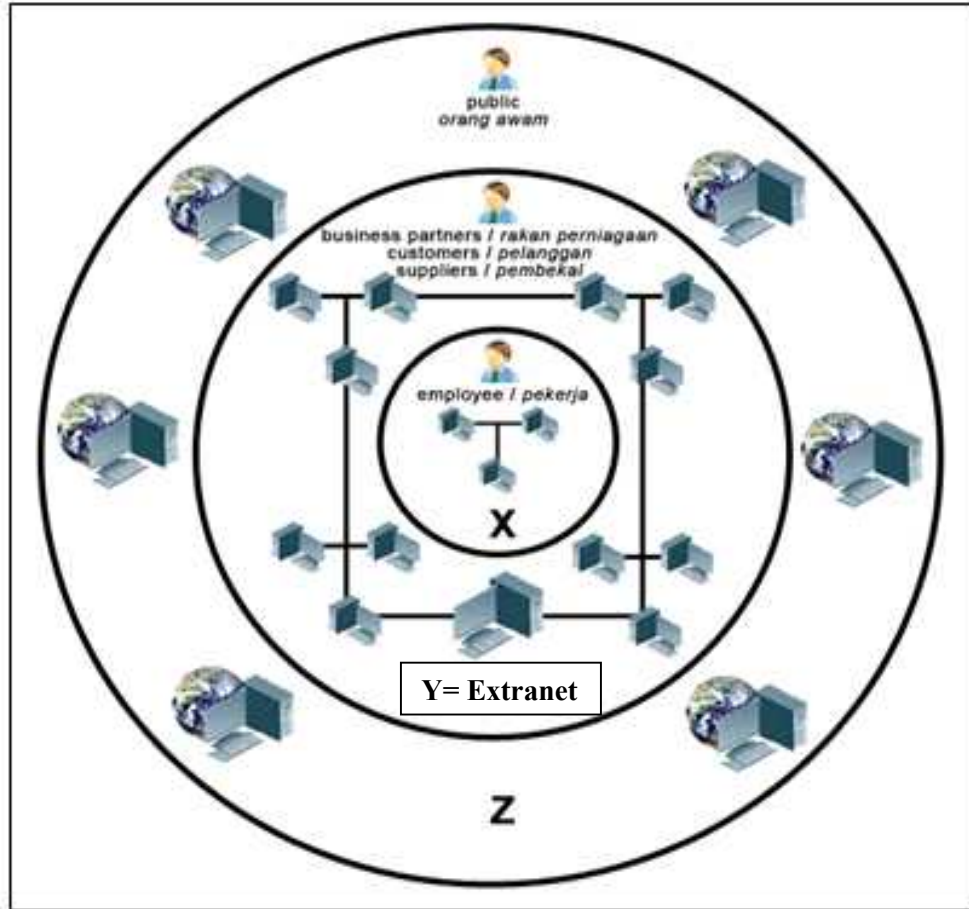 public
orang awam
business partners / rakan perniagaan
customers / pelanggan
suppliers / pembekal
employee / pekerja
X
Y= Extranet
Z